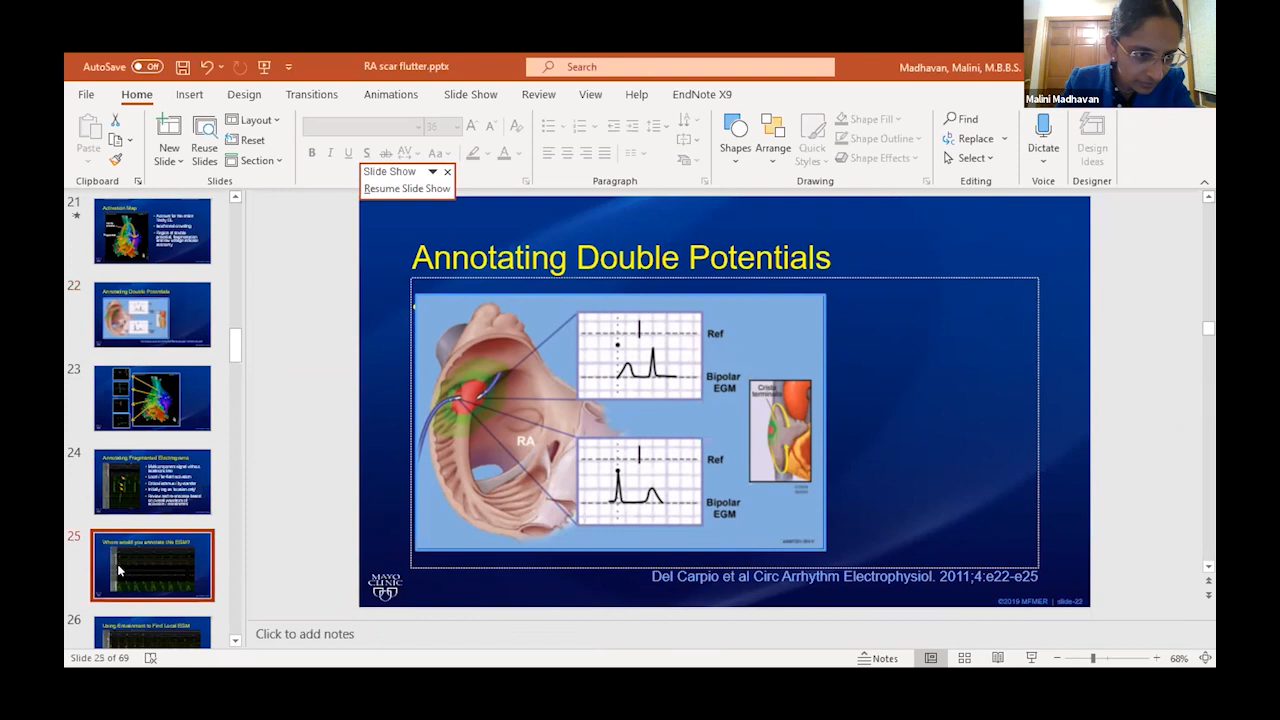 AutoSave Off
RA scar flutter.pptx
Search
Madhavan, Malini, M.B.B.S.
Malini Madhavan
File Home Insert Design Transitions Animations Slide Show Review View Help EndNote X9
Paste
Clipboard
New
Slide
Reuse
Slides
Layout
Reset
Section
Slides
36
Slide Show
Resume Slide Show
Paragraph
Shapes
Arrange
Quick
Styles
Shape Fill
Shape Outline
Shape Effects
Drawing
Find
Replace
Select
Editing
Dictate
Voice
Design
Ideas
Designer
21
Activation Map
22
Annotating Double Potentials
23
24
Annotating Fragmented Electrograms
25
Where would you annotate this EGM?
26
Using Entrainment to Find Local EGM
Annotating Double Potentials
Ref
Bipolar
EGM
RA
Ref
Bipolar
EGM
Crista
terminalis
Del Carpio et al Circ Arrhythm Electrophysiol. 2011;4:e22-e25
MAYO
CLINIC
©2019 MFMER | slide-22
Click to add notes
Slide 25 of 69
Notes
68%